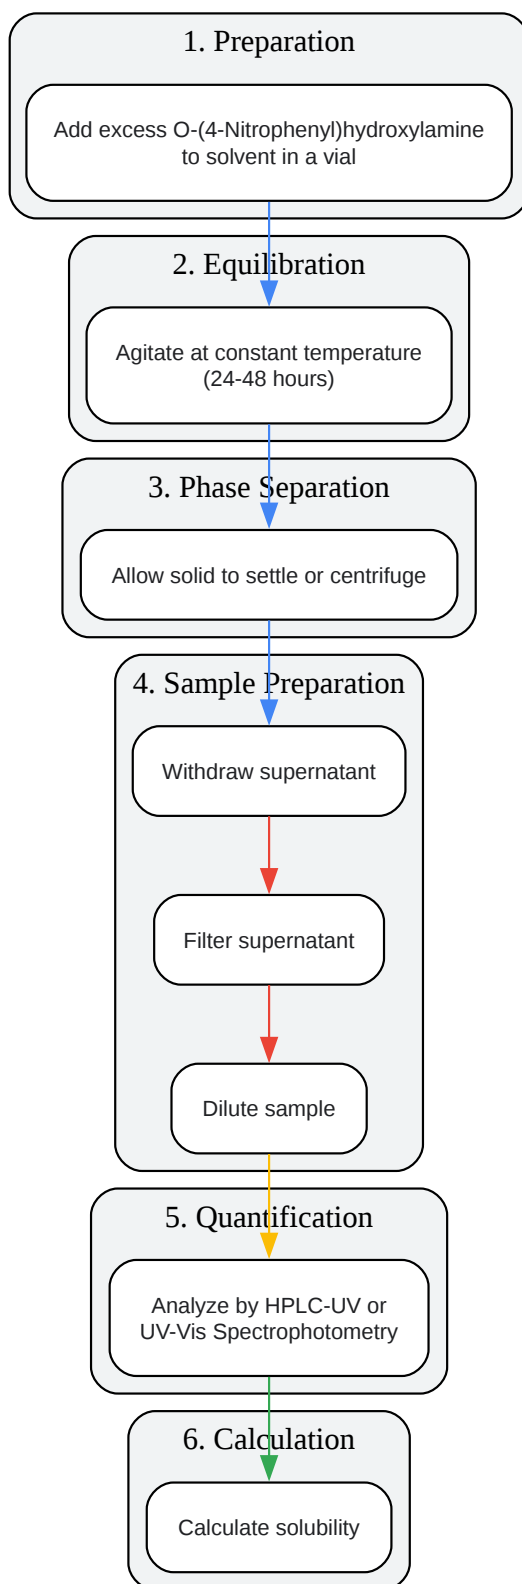 1. Preparation
Add excess O-(4-Nitrophenyl)hydroxylamine
to solvent in a vial
2. Equilibration
Agitate at constant temperature
(24-48 hours)
3. Phase Separation
Allow solid to settle or centrifuge
4. Sample Preparation
Withdraw supernatant
Filter supernatant
Dilute sample
5. Quantification
Analyze by HPLC-UV or
UV-Vis Spectrophotometry
6. Calculation
Calculate solubility